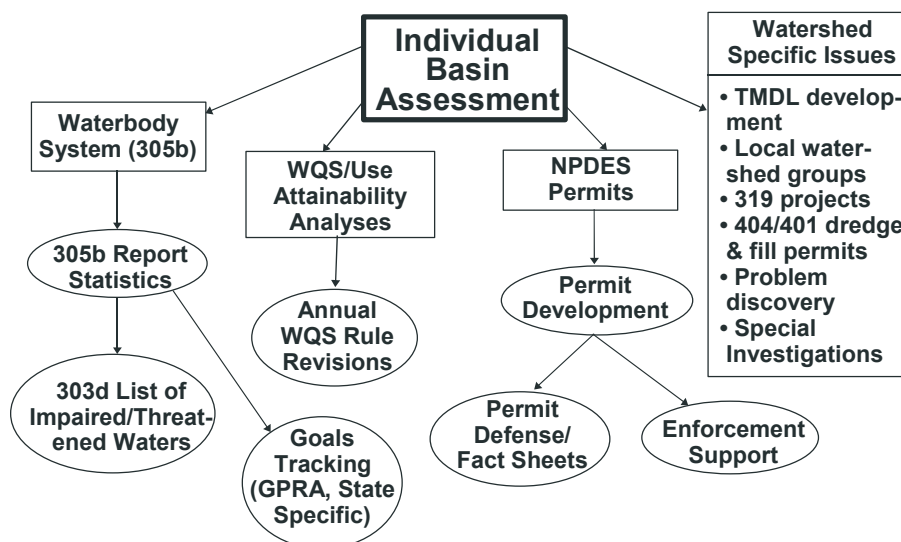 Individual
Basin
Assessment
Watershed
Specific Issues
• TMDL develop-
ment
• Local water-
shed groups
• 319 projects
• 404/401 dredge
& fill permits
• Problem
discovery
• Special
Investigations
Waterbody
System (305b)
WQS/Use
Attainability
Analyses
NPDES
Permits
305b Report
Statistics
Annual
WQS Rule
Revisions
Permit
Development
303d List of
Impaired/Threat-
ened Waters
Goals
Tracking
(GPRA, State
Specific)
Permit
Defense/
Fact Sheets
Enforcement
Support